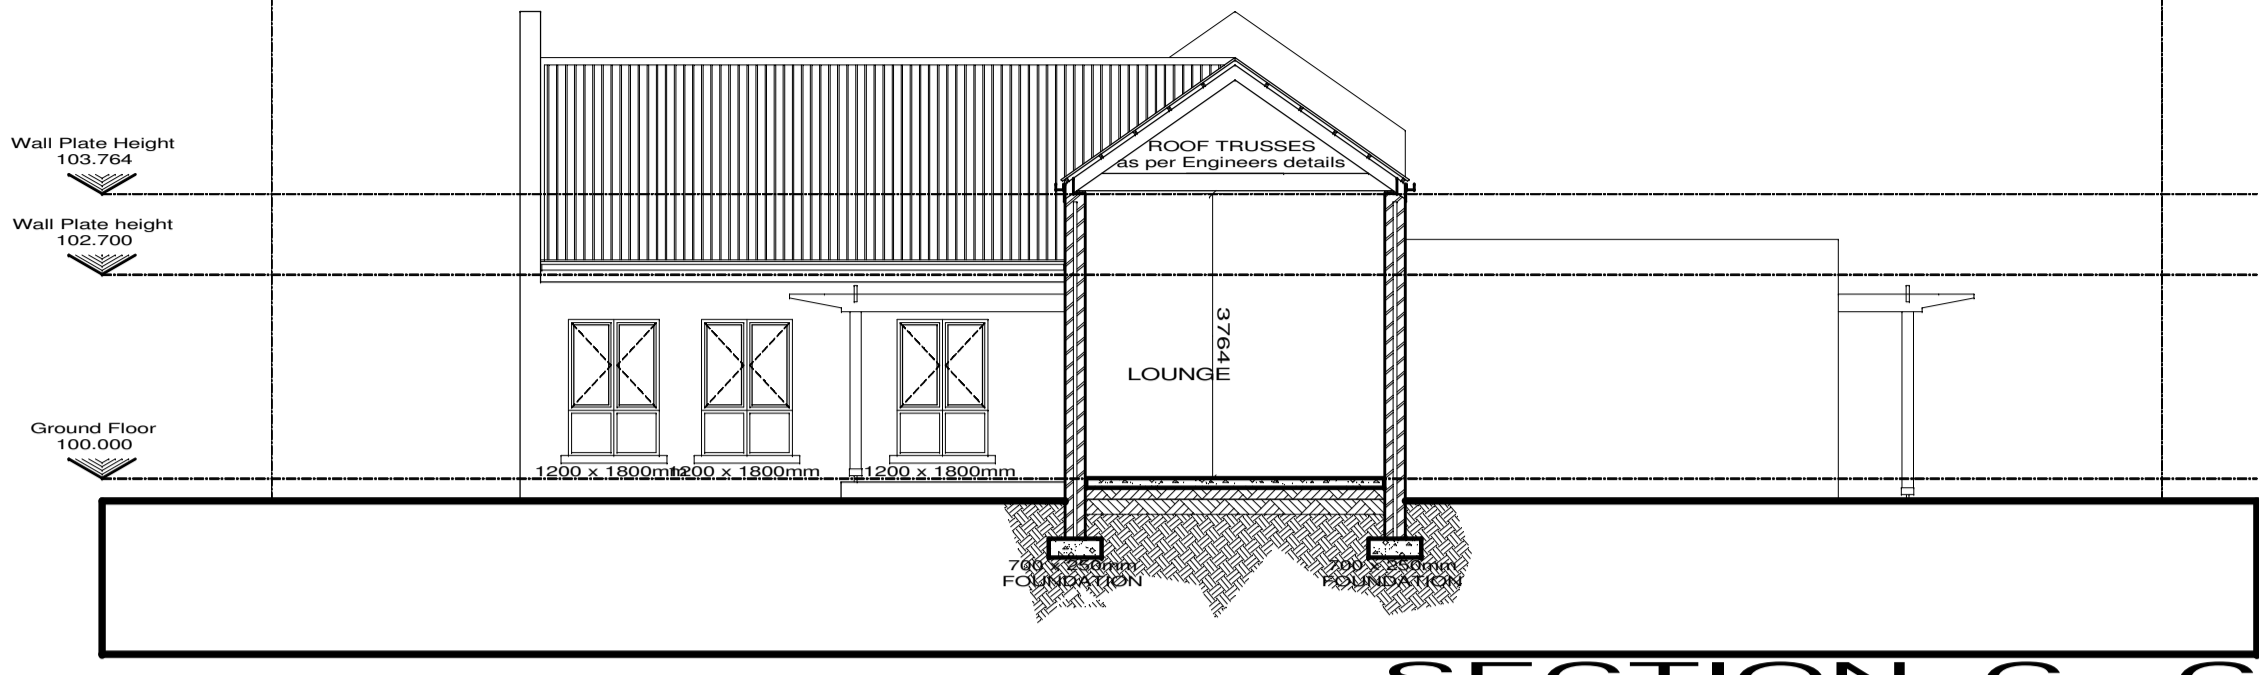 Wall Plate Height
103.764
Wall Plate height
102.700
Ground Floor
100.000
ROOF TRUSSES
as per Engineers details
3764
LOUNGE
1200 x 1800mm
1200 x 1800mm
1200 x 1800mm
700 x 250mm
FOUNDATION
700 x 250mm
FOUNDATION
SECTION C - C